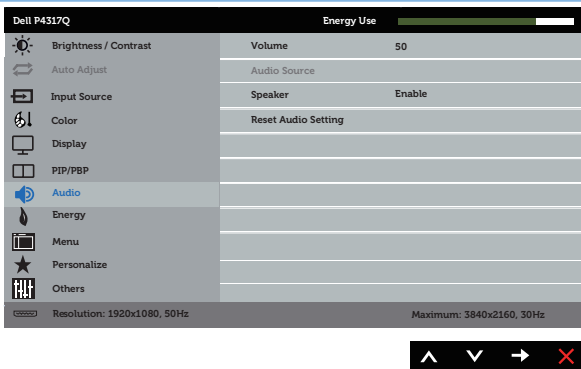 Dell P4317Q Energy Use
Brightness / Contrast Volume 50
Auto Adjust Audio Source
Input Source Speaker Enable
Color Reset Audio Setting
Display
PIP/PBP
Audio
Energy
Menu
Personalize
Others
Resolution: 1920x1080, 50Hz Maximum: 3840x2160, 30Hz